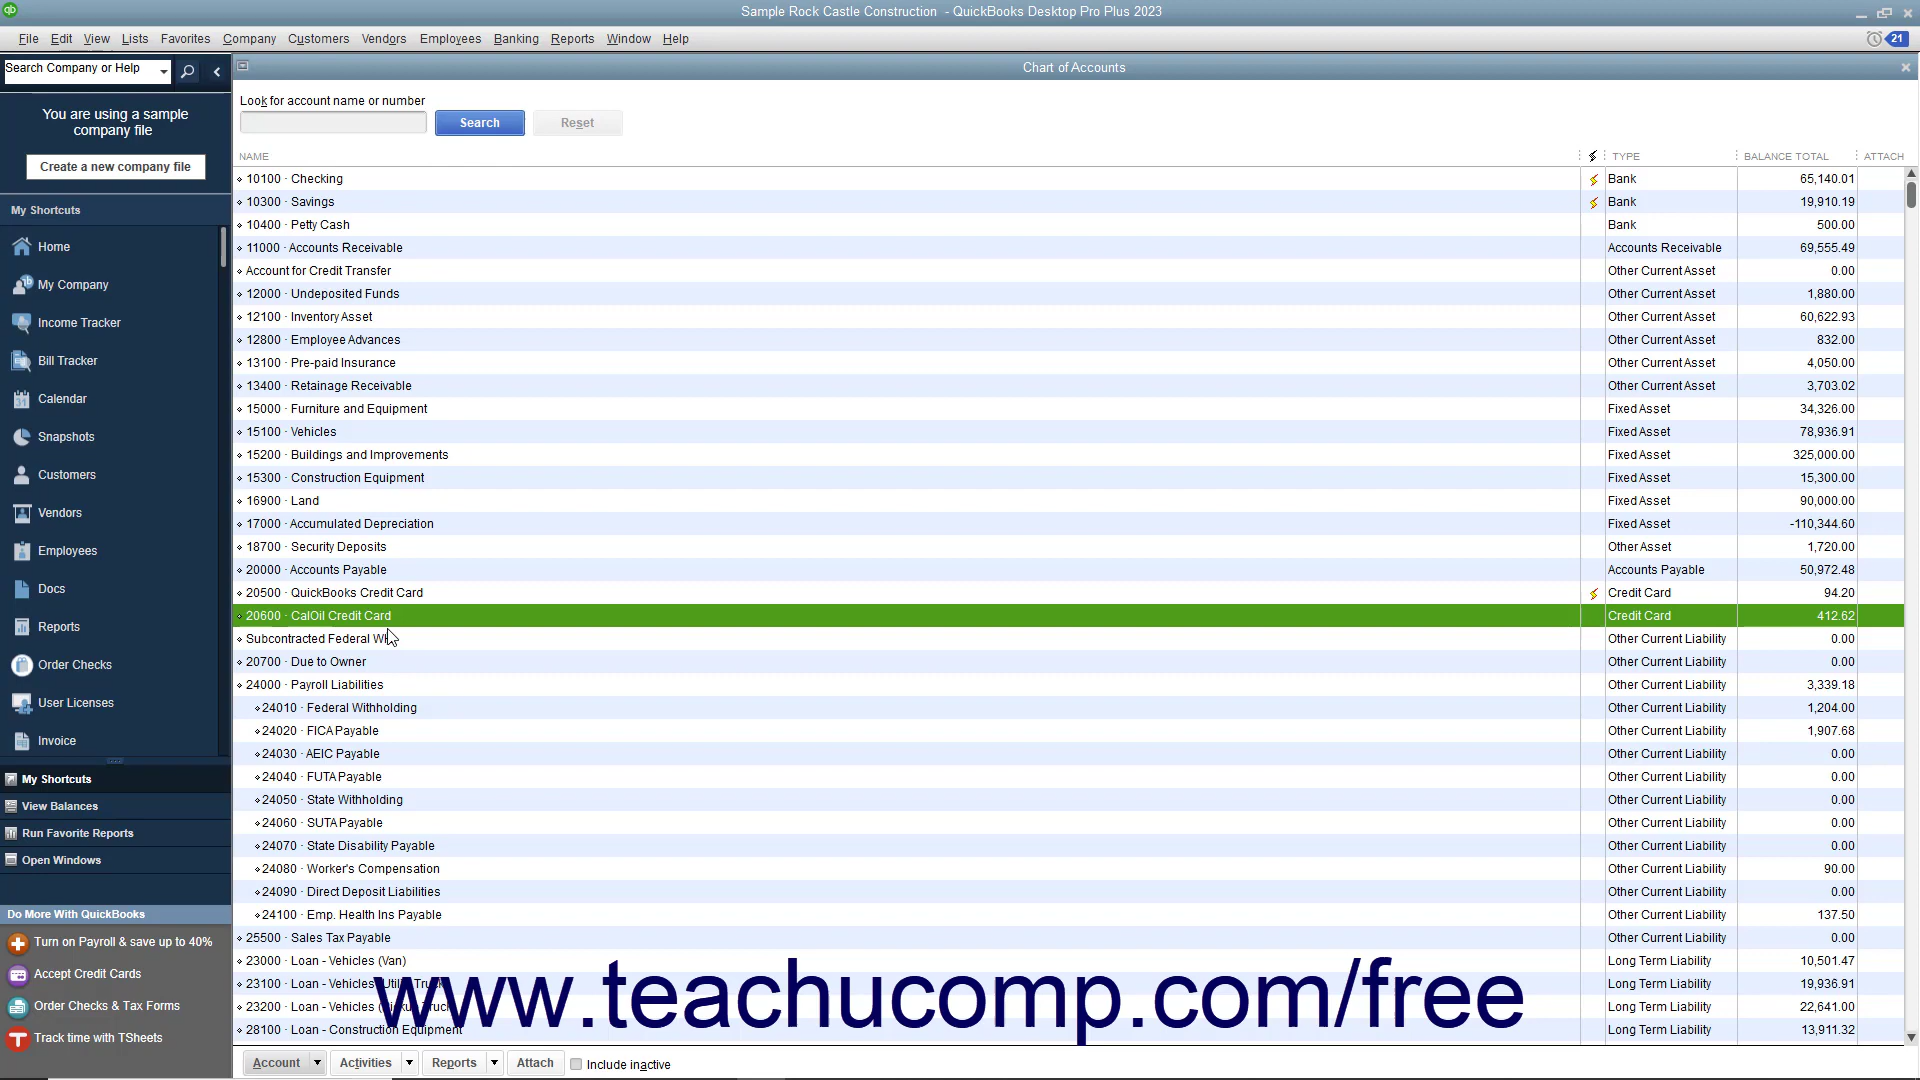 Sample Rock Castle Construction - QuickBooks Desktop Pro Plus 2023
File Edit View Lists Favorites Company Customers Vendors Employees Banking Reports Window Help
21
Search Company or Help
Chart of Accounts
You are using a sample
company file
Create a new company file
My Shortcuts
Home
My Company
Income Tracker
Bill Tracker
Calendar
Snapshots
Customers
Vendors
Employees
Docs
Reports
Order Checks
User Licenses
Invoice
My Shortcuts
View Balances
Run Favorite Reports
Open Windows
Do More With QuickBooks
Turn on Payroll & save up to 40%
Accept Credit Cards
Order Checks & Tax Forms
Track time with TSheets
Look for account name or number
Search Reset
NAME TYPE BALANCE TOTAL ATTACH
10100 · Checking Bank 65,140.01
10300 · Savings Bank 19,910.19
10400 · Petty Cash Bank 500.00
11000 · Accounts Receivable Accounts Receivable 69,555.49
Account for Credit Transfer Other Current Asset 0.00
12000 · Undeposited Funds Other Current Asset 1,880.00
12100 · Inventory Asset Other Current Asset 60,622.93
12800 · Employee Advances Other Current Asset 832.00
13100 · Pre-paid Insurance Other Current Asset 4,050.00
13400 · Retainage Receivable Other Current Asset 3,703.02
15000 · Furniture and Equipment Fixed Asset 34,326.00
15100 · Vehicles Fixed Asset 78,936.91
15200 · Buildings and Improvements Fixed Asset 325,000.00
15300 · Construction Equipment Fixed Asset 15,300.00
16900 · Land Fixed Asset 90,000.00
17000 · Accumulated Depreciation Fixed Asset -110,344.60
18700 · Security Deposits Other Asset 1,720.00
20000 · Accounts Payable Accounts Payable 50,972.48
20500 · QuickBooks Credit Card Credit Card 94.20
20600 · CalOil Credit Card Credit Card 412.62
Subcontracted Federal Other Current Liability 0.00
20700 · Due to Owner Other Current Liability 0.00
24000 · Payroll Liabilities Other Current Liability 3,339.18
24010 · Federal Withholding Other Current Liability 1,204.00
24020 · FICA Payable Other Current Liability 1,907.68
24030 · AEIC Payable Other Current Liability 0.00
24040 · FUTA Payable Other Current Liability 0.00
24050 · State Withholding Other Current Liability 0.00
24060 · SUTA Payable Other Current Liability 0.00
24070 · State Disability Payable Other Current Liability 0.00
24080 · Worker's Compensation Other Current Liability 90.00
24090 · Direct Deposit Liabilities Other Current Liability 0.00
24100 · Emp. Health Ins Payable Other Current Liability 137.50
25500 · Sales Tax Payable Other Current Liability 0.00
23000 · Loan - Vehicles (Van) Long Term Liability 10,501.47
23100 · Loan - Vehicles Long Term Liability 19,936.91
23200 · Loan - Vehicles Long Term Liability 22,641.00
28100 · Loan - Construction Equipment Long Term Liability 13,911.32
www.teachucomp.com/free
Account Activities Reports Attach Include inactive